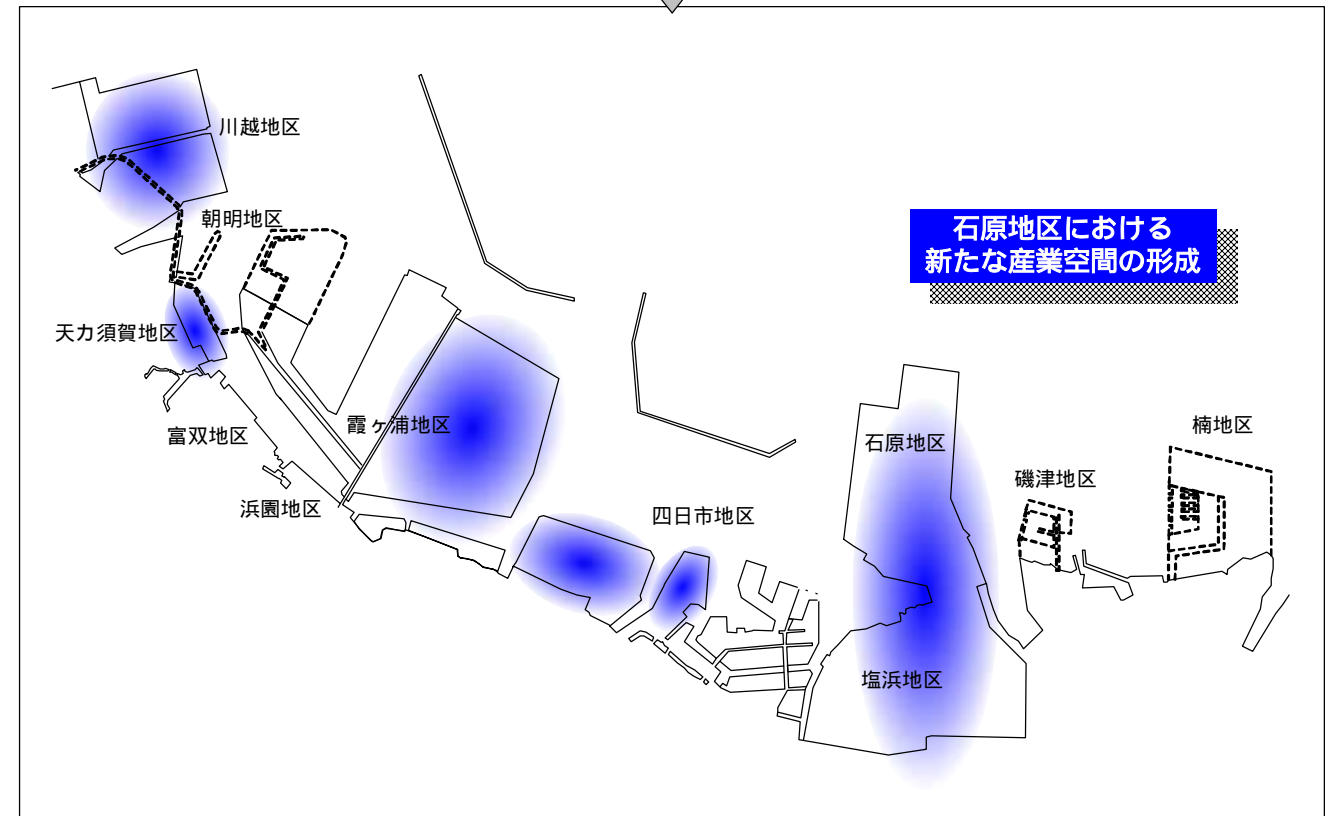 川越地区
朝明地区
石原地区における
新たな産業空間の形成
天カ須賀地区
霞ヶ浦地区
富双地区
浜園地区
四日市地区
石原地区
楠地区
磯津地区
塩浜地区